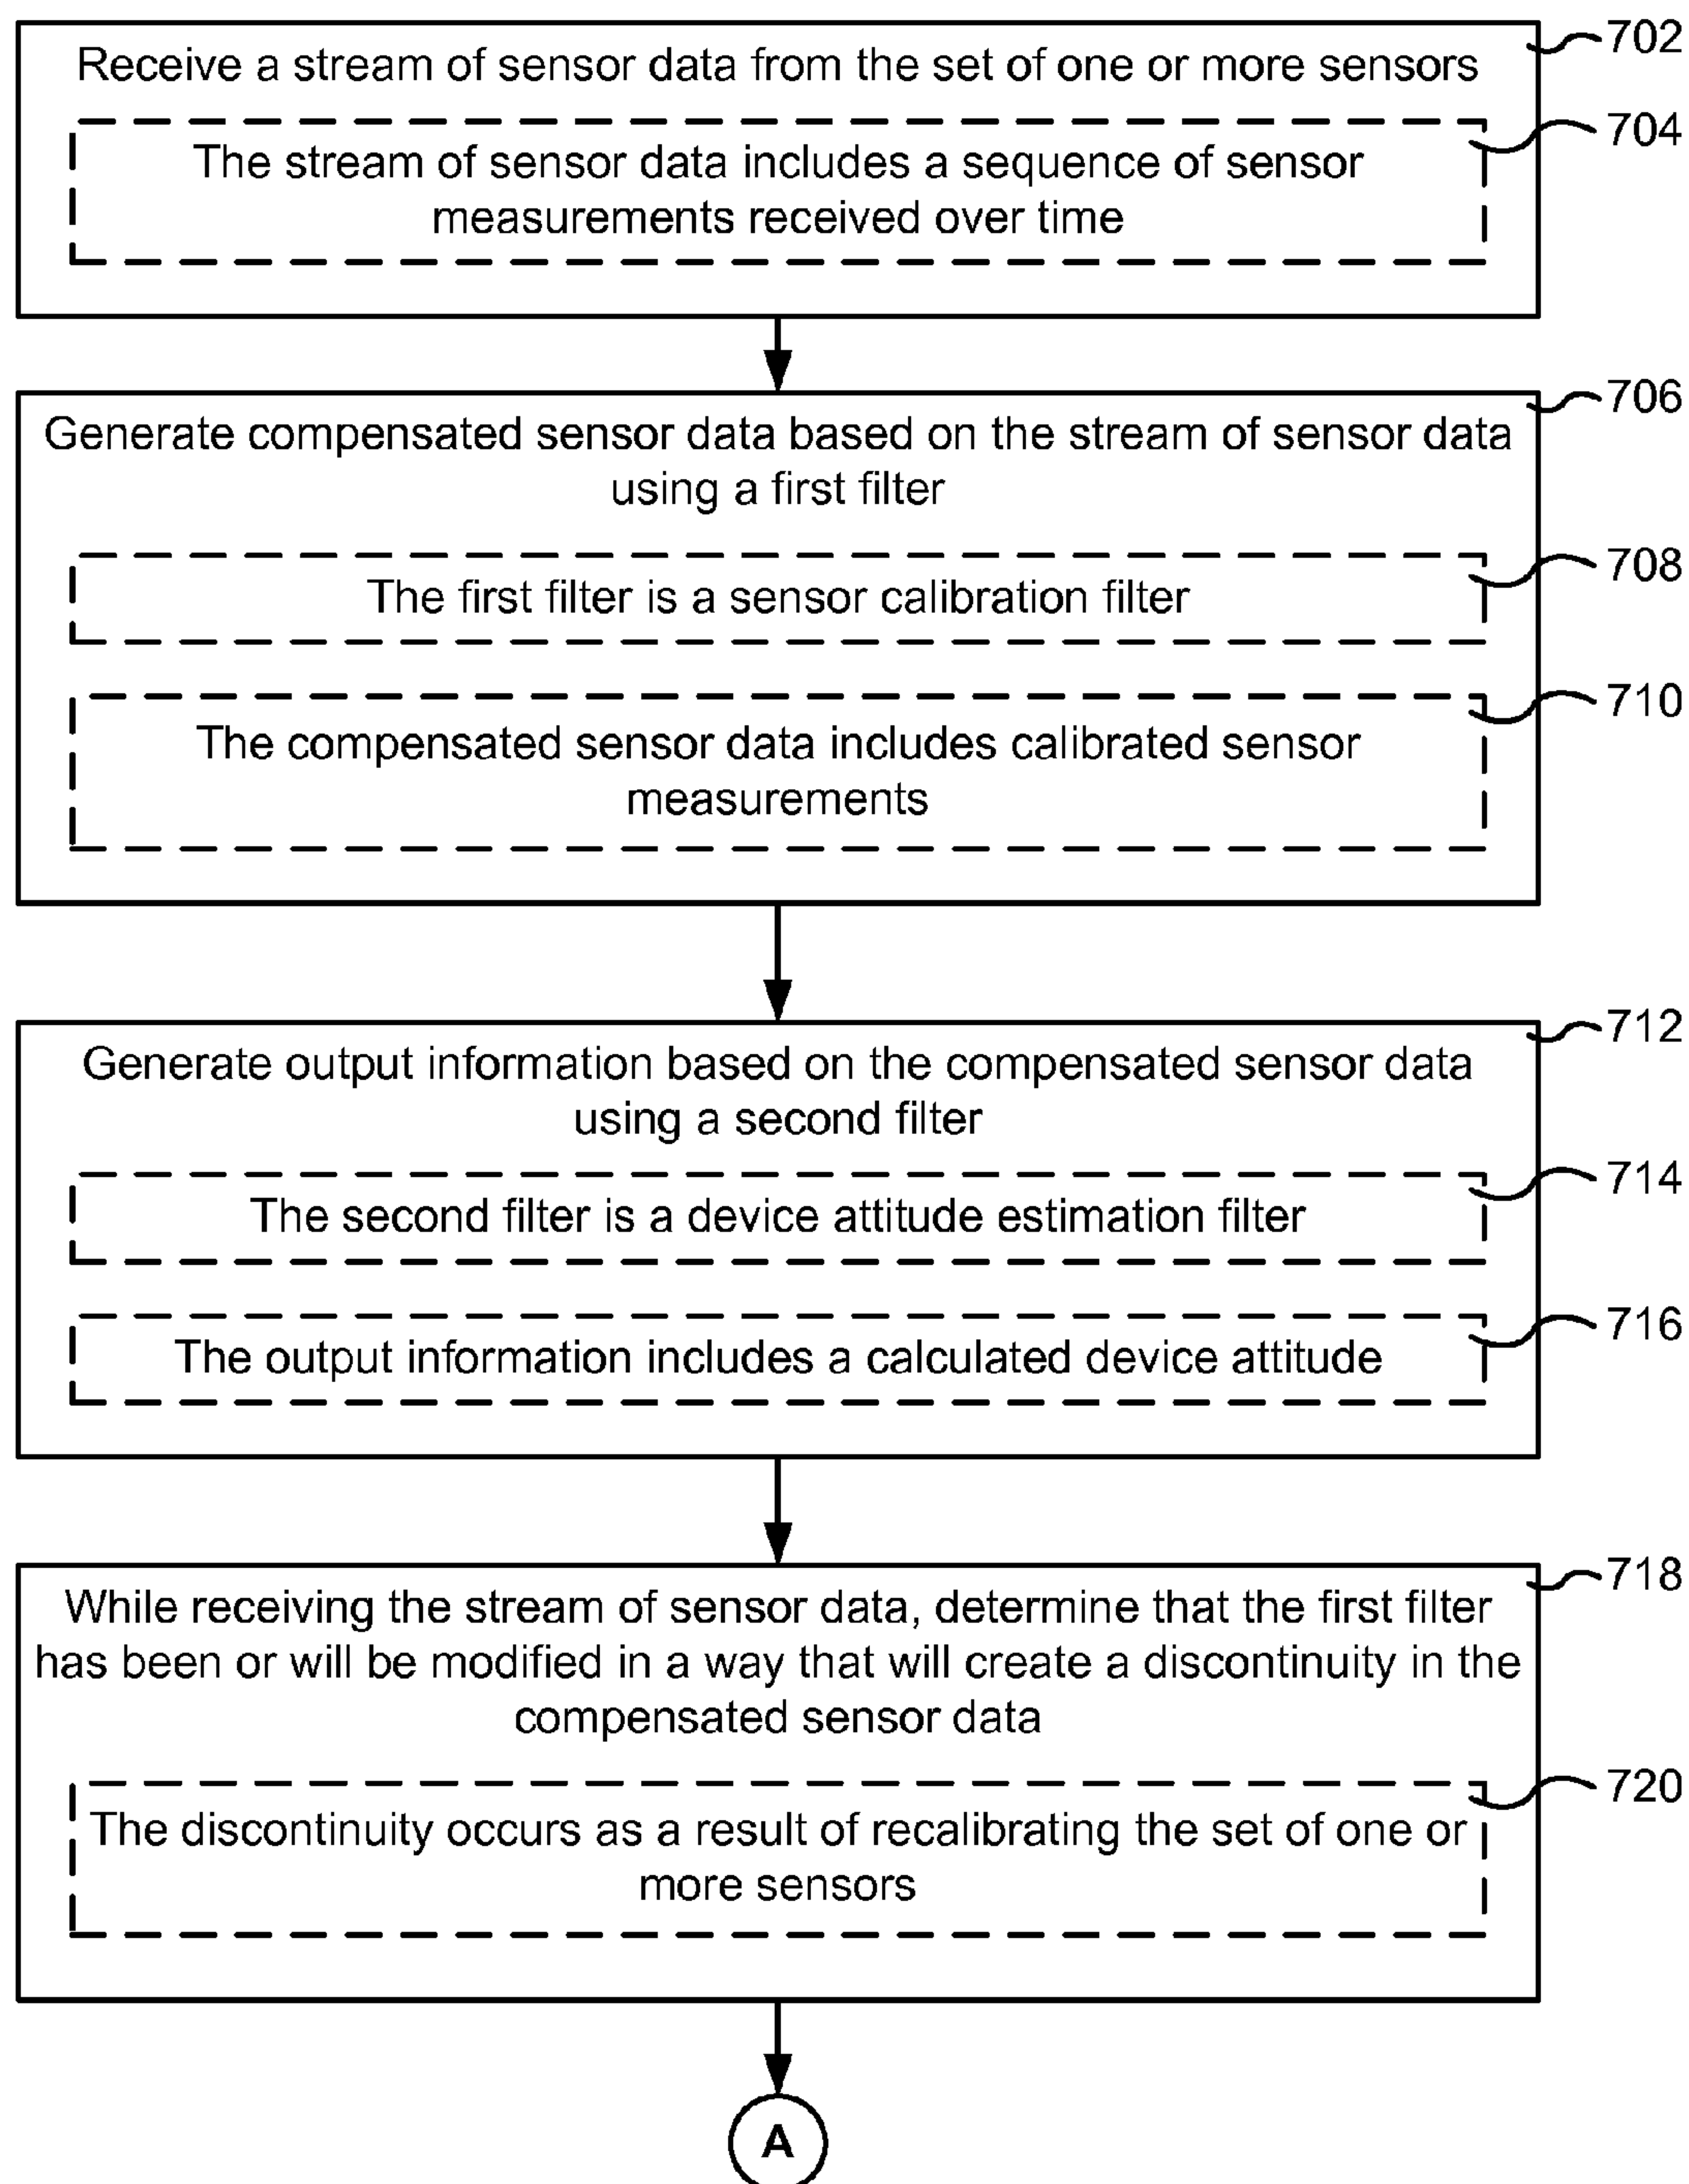 Receive a stream of sensor data from the set of one or more sensors
702
The stream of sensor data includes a sequence of sensor
measurements received over time
704
Generate compensated sensor data based on the stream of sensor data
using a first filter
706
The first filter is a sensor calibration filter
708
The compensated sensor data includes calibrated sensor
measurements
710
Generate output information based on the compensated sensor data
using a second filter
712
The second filter is a device attitude estimation filter
714
The output information includes a calculated device attitude
716
While receiving the stream of sensor data, determine that the first filter
has been or will be modified in a way that will create a discontinuity in the
compensated sensor data
718
The discontinuity occurs as a result of recalibrating the set of one or
more sensors
720
A